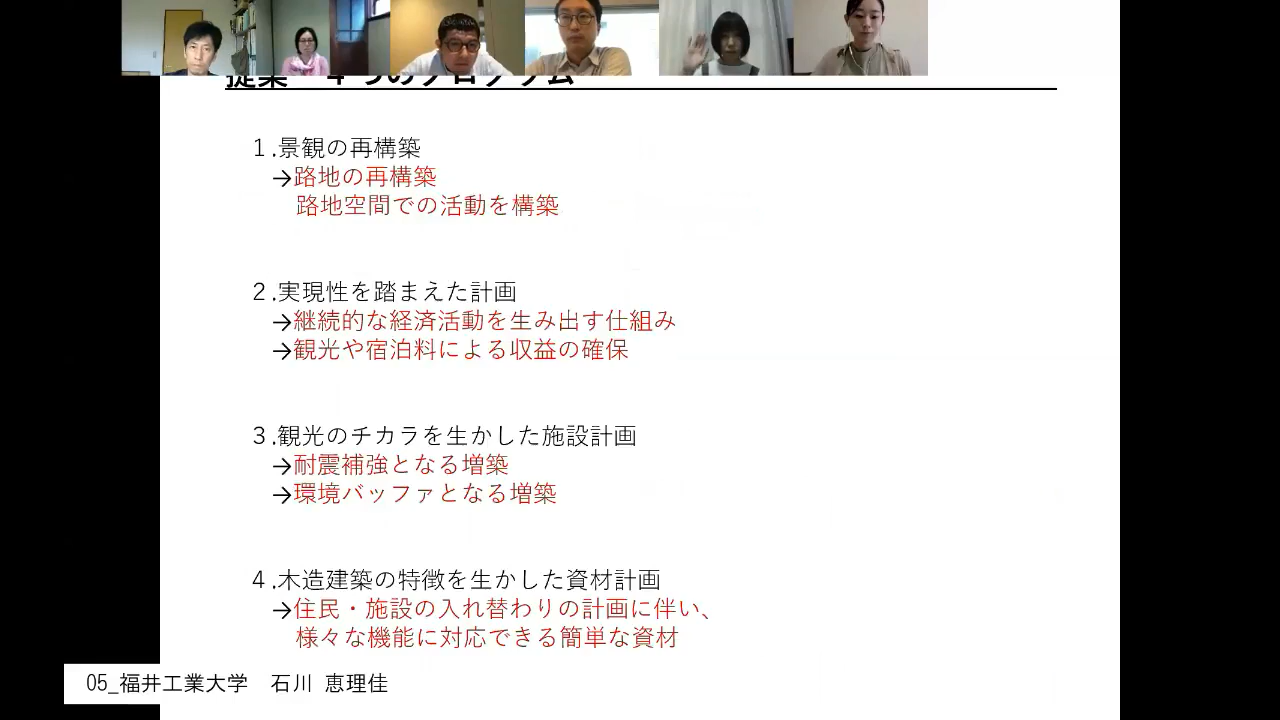 提案 4つのプログラム
１.景観の再構築
→路地の再構築
路地空間での活動を構築
２.実現性を踏まえた計画
→継続的な経済活動を生み出す仕組み
→観光や宿泊料による収益の確保
３.観光のチカラを生かした施設計画
→耐震補強となる増築
→環境バッファとなる増築
４.木造建築の特徴を生かした資材計画
→住民・施設の入れ替わりの計画に伴い、
様々な機能に対応できる簡単な資材
05_福井工業大学　石川 恵理佳